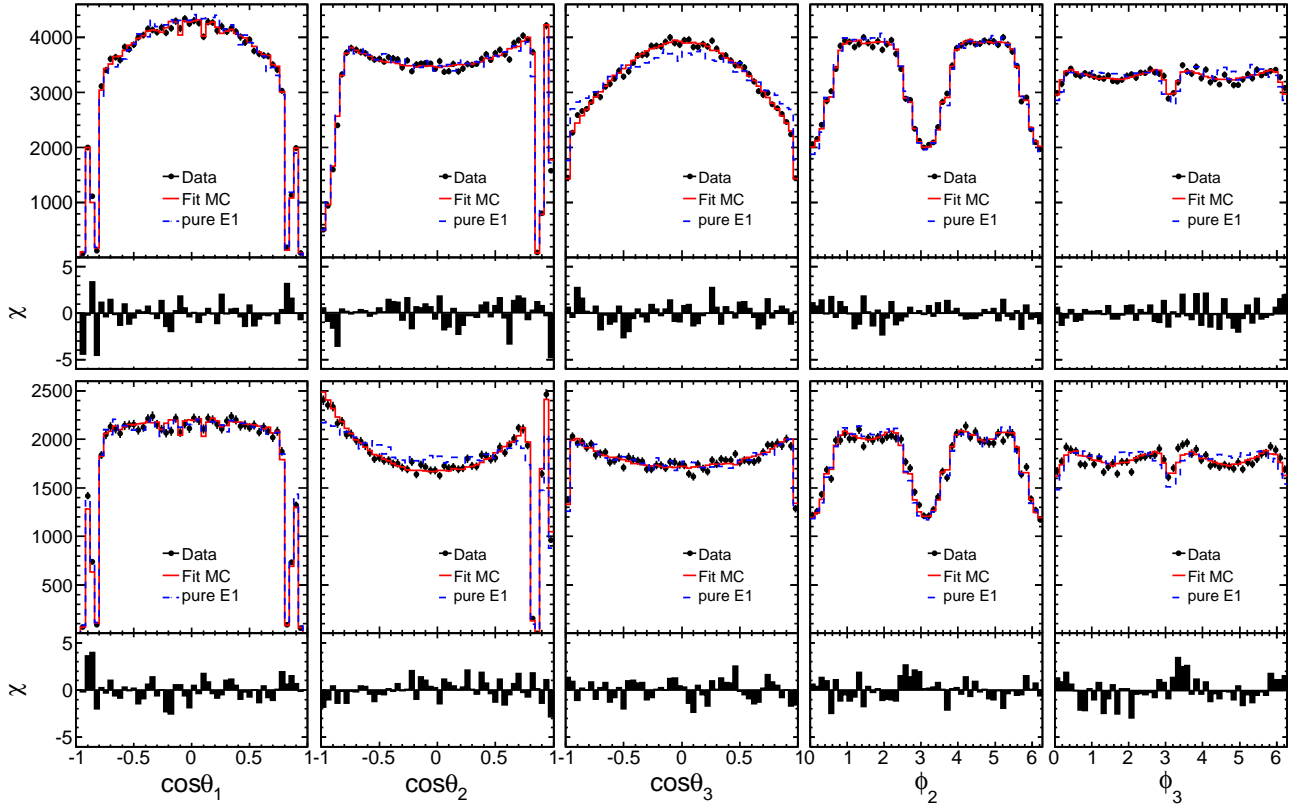 4000
3000
2000
1000
Data
Fit MC
pure E1
Data
Fit MC
pure E1
Data
Fit MC
pure E1
Data
Fit MC
pure E1
Data
Fit MC
pure E1
5
0
-5
χ
2500
2000
1500
1000
500
Data
Fit MC
pure E1
Data
Fit MC
pure E1
Data
Fit MC
pure E1
Data
Fit MC
pure E1
Data
Fit MC
pure E1
5
0
-5
χ
-1 -0.5 0 0.5 1 -1 -0.5 0 0.5 1 -1 -0.5 0 0.5 1 0 1 2 3 4 5 6 0 1 2 3 4 5 6
cosθ1 cosθ2 cosθ3 ϕ2 ϕ3